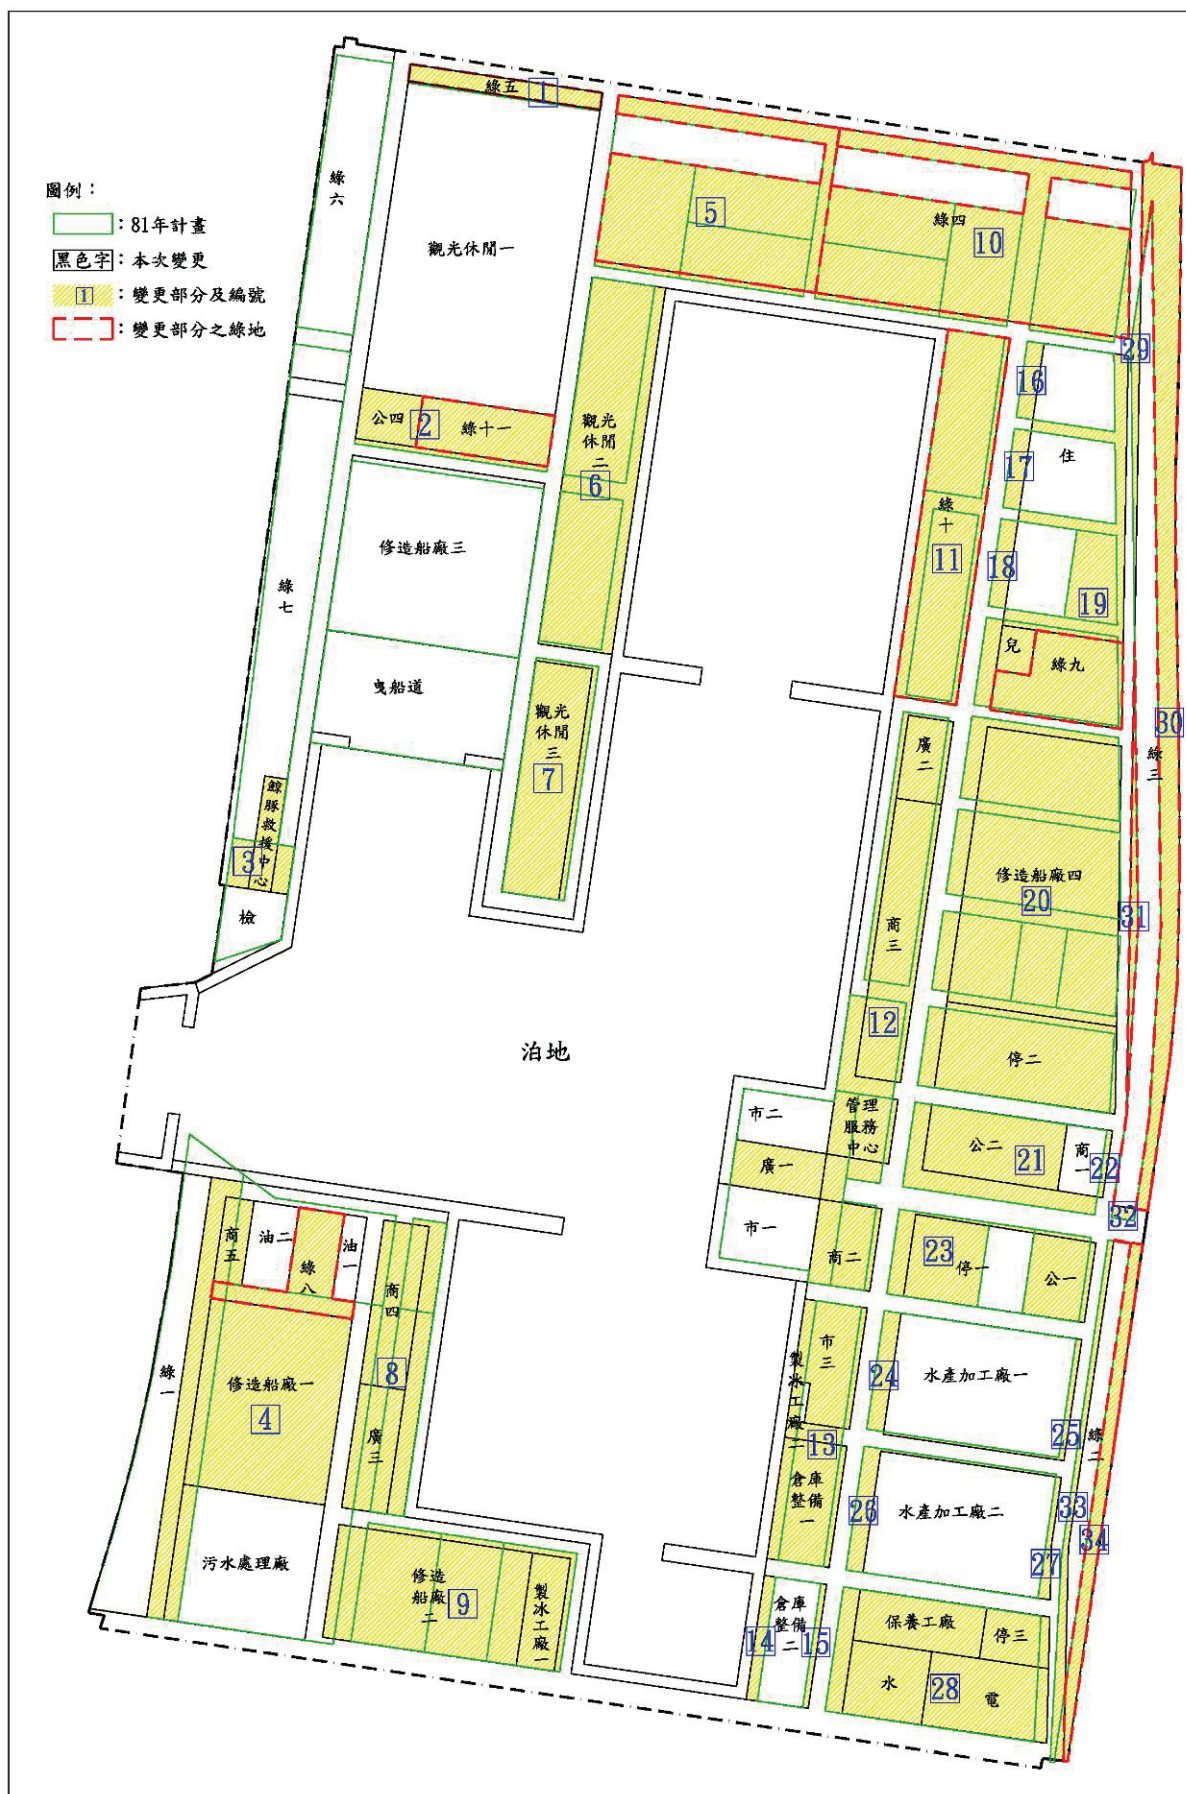 圖例：
：81年計畫
黑色字：本次變更
1：變更部分及編號
：變更部分之綠地
綠五
1
綠六
觀光休閒一
5
綠四
10
29
公四
2
綠十一
觀光
休閒
二
6
16
17
住
綠十
11
18
19
兒
綠九
修造船廠三
綠七
曳船道
觀光
休閒
三
7
30
綠三
廣二
鯨豚救援中心
3
檢
修造船廠四
20
31
商三
12
停二
泊地
市二
管理
服務
中心
廣一
公二
21
商一
22
32
市一
商二
23
停一
公一
商五
油二
綠八
油一
商四
綠一
修造船廠一
4
8
廣三
市三
製冰工廠二
24
水產加工廠一
25
綠二
13
倉庫
整備
一
26
水產加工廠二
33
34
27
污水處理廠
修造
船廠
二
9
製冰工廠一
14
倉庫
整備
二
15
保養工廠
停三
水
28
電